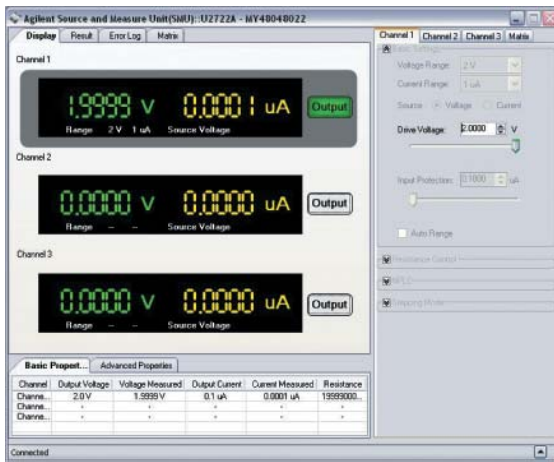 Agilent Source and Measure Unit(SMU)::U2722A - MY48048022
Display Result Error Log Matrix
Channel 1
1.9999 V 0.0001 uA Output
Range 2 V 1 uA Source Voltage
Channel 2
0.0000 V 0.0000 uA Output
Range -- -- Source Voltage
Channel 3
0.0000 V 0.0000 uA Output
Range -- -- Source Voltage
Basic Propert... Advanced Properties
Channel Output Voltage Voltage Measured Output Current Current Measured Resistance
Channe... 2.0 V 1.9999 V 0.1 uA 0.0001 uA 19999000...
Channe... - - - - -
Channe... - - - - -
Connected
Channel 1 Channel 2 Channel 3 Matrix
Basic Settings
Voltage Range: 2 V
Current Range: 1 uA
Source: Voltage Current
Drive Voltage: 2.0000 V
Input Protection: 0.1000 uA
Auto Range
Resistance Control
NPLC